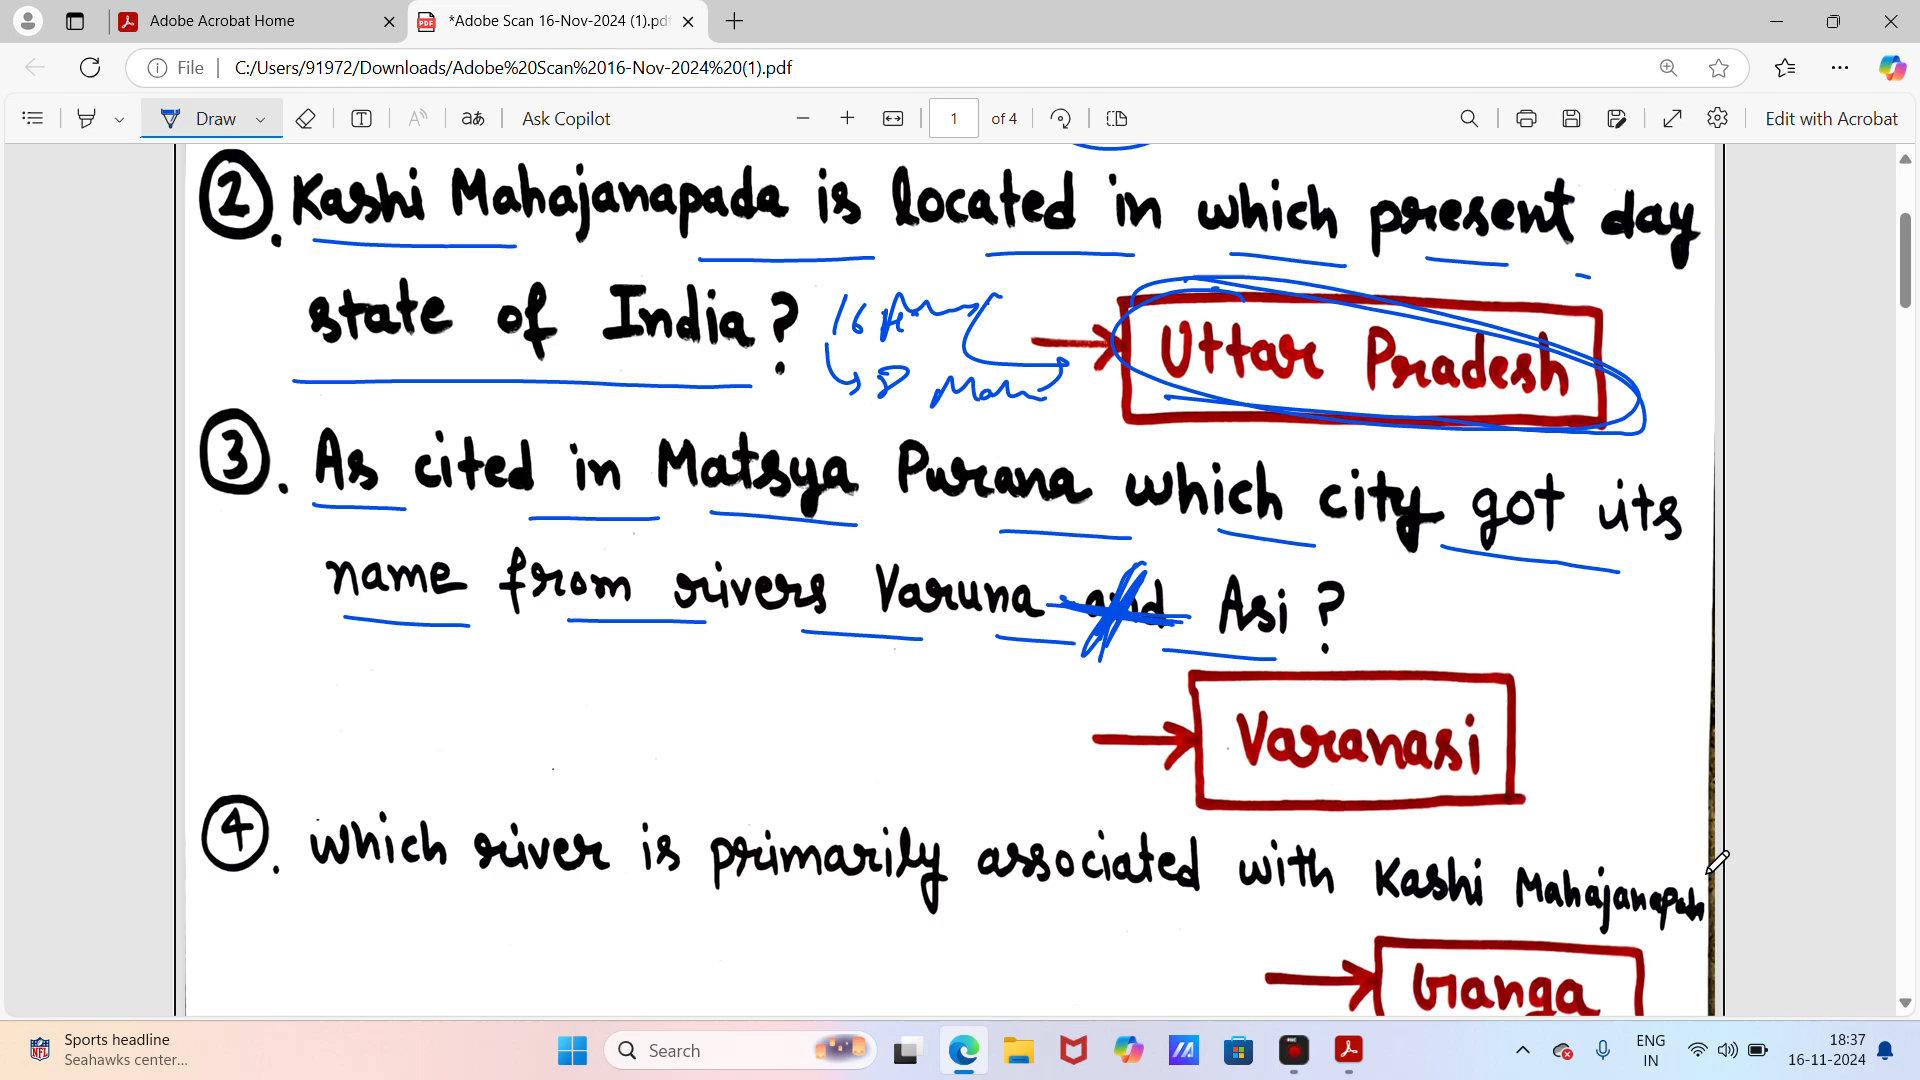 Adobe Acrobat Home
*Adobe Scan 16-Nov-2024 (1).pdf
File
C:/Users/91972/Downloads/Adobe%20Scan%2016-Nov-2024%20(1).pdf
Draw
Ask Copilot
1 of 4
Edit with Acrobat
2. Kashi Mahajanapada is located in which present day
state of India?
16
8
Uttar Pradesh
3. As cited in Matsya Purana which city got its
name from rivers Varuna and Asi?
Varanasi
4. which river is primarily associated with Kashi Mahajanapada
Ganga
Sports headline
Seahawks center...
Search
ENG
IN
18:37
16-11-2024